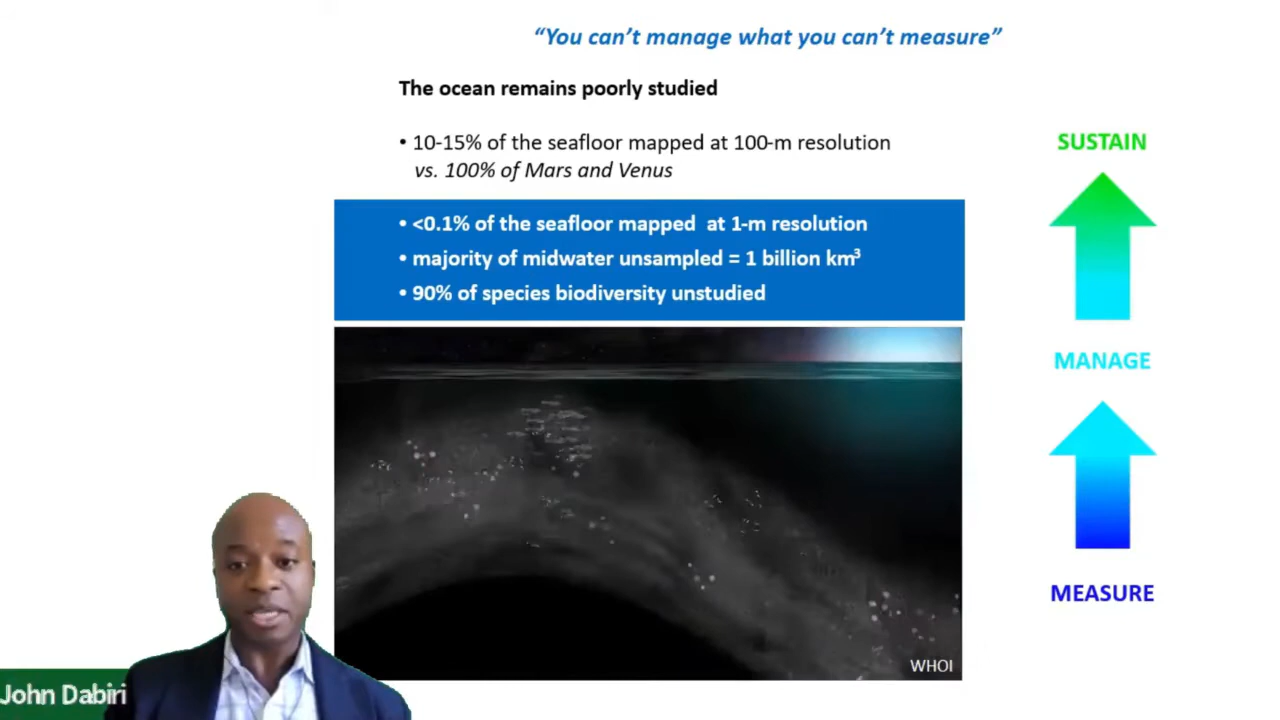 “You can’t manage what you can’t measure”
The ocean remains poorly studied
• 10-15% of the seafloor mapped at 100-m resolution
vs. 100% of Mars and Venus
• <0.1% of the seafloor mapped at 1-m resolution
• majority of midwater unsampled = 1 billion km³
• 90% of species biodiversity unstudied
SUSTAIN
MANAGE
MEASURE
WHOI
John Dabiri